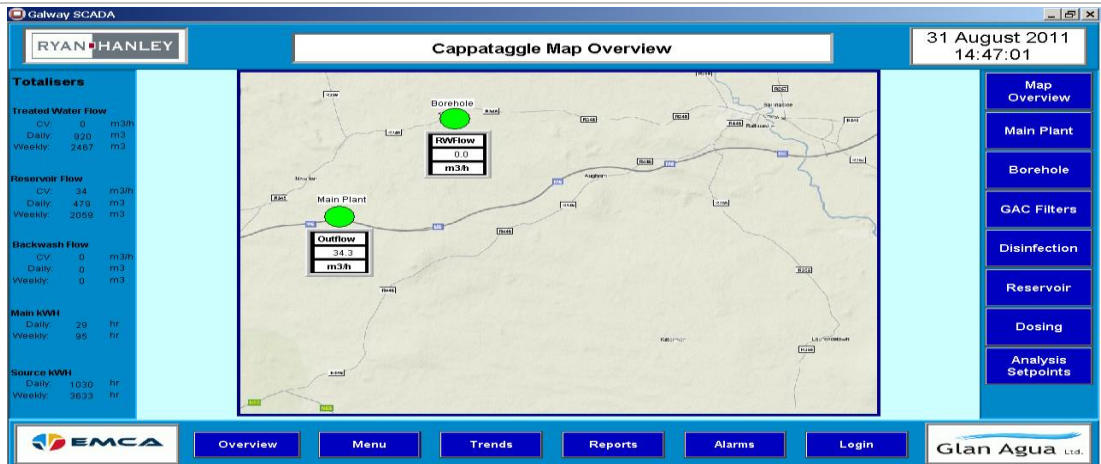 Galway SCADA
RYAN HANLEY
Cappataggle Map Overview
31 August 2011
14:47:01
Totalisers
Treated Water Flow
CV: 0 m3/h
Daily: 920 m3
Weekly: 2467 m3
Reservoir Flow
CV: 34 m3/h
Daily: 479 m3
Weekly: 2059 m3
Backwash Flow
CV: 0 m3/h
Daily: 0 m3
Weekly: 0 m3
Main kWH
Daily: 29 hr
Weekly: 95 hr
Source kWH
Daily: 1030 hr
Weekly: 3633 hr
Borehole
RWFlow
0.0
m3/h
Main Plant
Outflow
34.3
m3/h
Aughrim
Map
Overview
Main Plant
Borehole
GAC Filters
Disinfection
Reservoir
Dosing
Analysis
Setpoints
EMCA
Overview
Menu
Trends
Reports
Alarms
Login
Glan Agua Ltd.